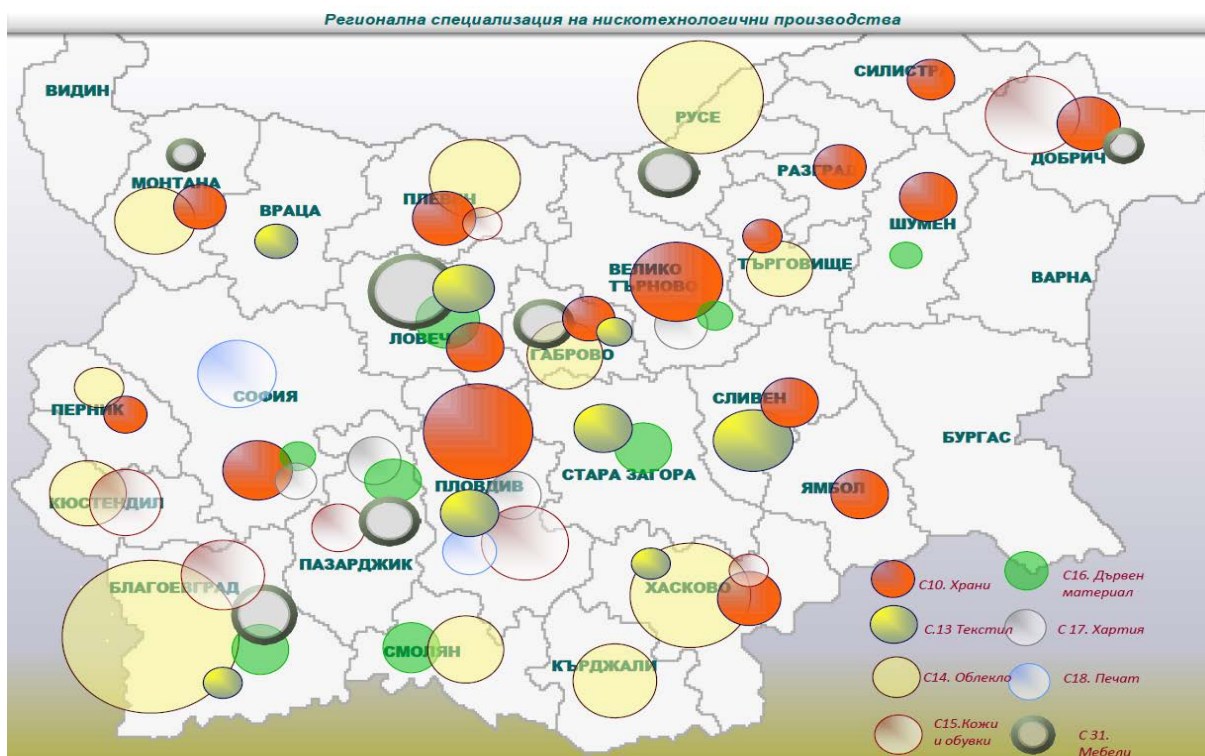 Регионална специализация на нискотехнологични производства
ВИДИН
СИЛИСТРА
РУСЕ
ДОБРИЧ
МОНТАНА
РАЗГРАД
ПЛЕВЕН
ВРАЦА
ШУМЕН
ВЕЛИКО
ТЪРНОВО
ТЪРГОВИЩЕ
ВАРНА
ЛОВЕЧ
ГАБРОВО
СОФИЯ
СЛИВЕН
ПЕРНИК
БУРГАС
СТАРА ЗАГОРА
ПЛОВДИВ
ЯМБОЛ
КЮСТЕНДИЛ
ПАЗАРДЖИК
БЛАГОЕВГРАД
ХАСКОВО
СМОЛЯН
КЪРДЖАЛИ
С10. Храни
С16. Дървен
материал
С.13 Текстил
С 17. Хартия
С14. Облекло
С18. Печат
С15.Кожи
и обувки
С 31.
Мебели